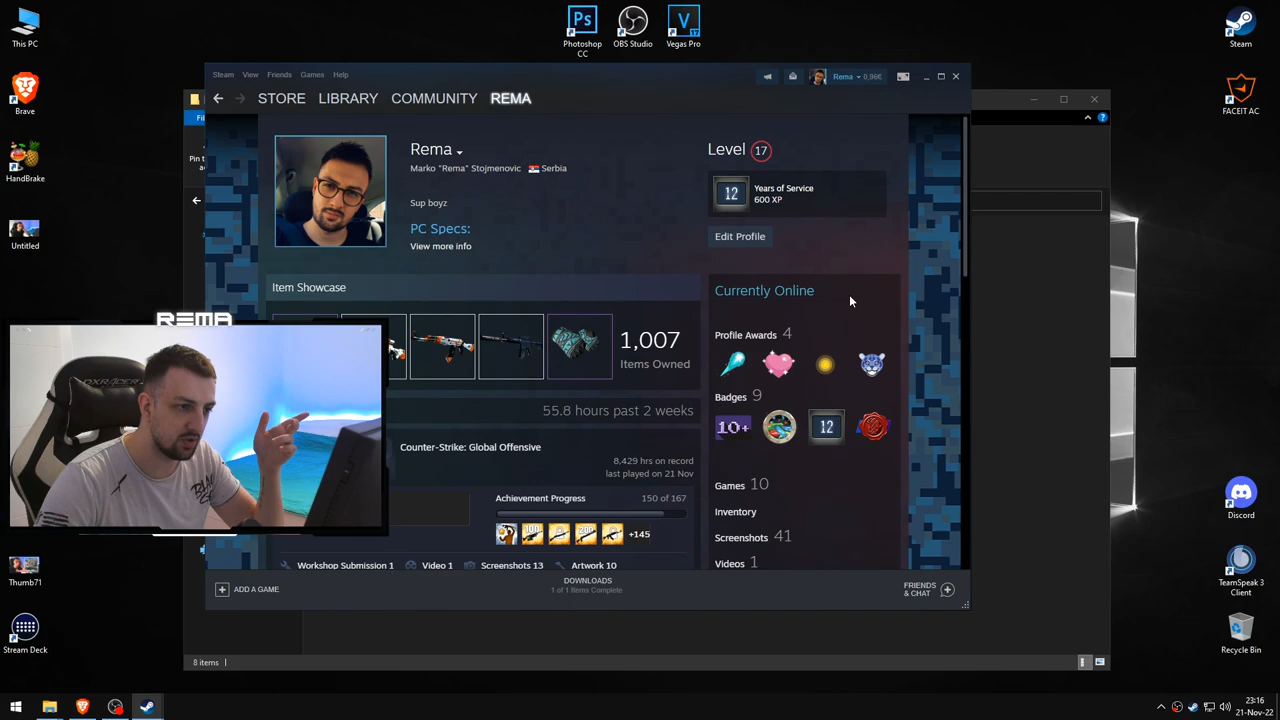 This PC
Photoshop CC
OBS Studio
Vegas Pro
17
Steam
Brave
HandBrake
Untitled
Thumb71
Stream Deck
FACEIT AC
Discord
TeamSpeak 3 Client
Recycle Bin
Steam View Friends Games Help
Rema 0,96€
STORE LIBRARY COMMUNITY REMA
Rema
Marko "Rema" Stojmenovic Serbia
Sup boyz
PC Specs:
View more info
Level 17
12
Years of Service
600 XP
Edit Profile
Item Showcase
1,007
Items Owned
Currently Online
Profile Awards 4
Badges 9
10+ 12
Games 10
Inventory
Screenshots 41
Videos 1
55.8 hours past 2 weeks
Counter-Strike: Global Offensive
8,429 hrs on record
last played on 21 Nov
Achievement Progress 150 of 167
+145
Workshop Submission 1 Video 1 Screenshots 13 Artwork 10
ADD A GAME
DOWNLOADS
1 of 1 Items Complete
FRIENDS
& CHAT
REMA
DXRACER
8 items
23:16
21-Nov-22